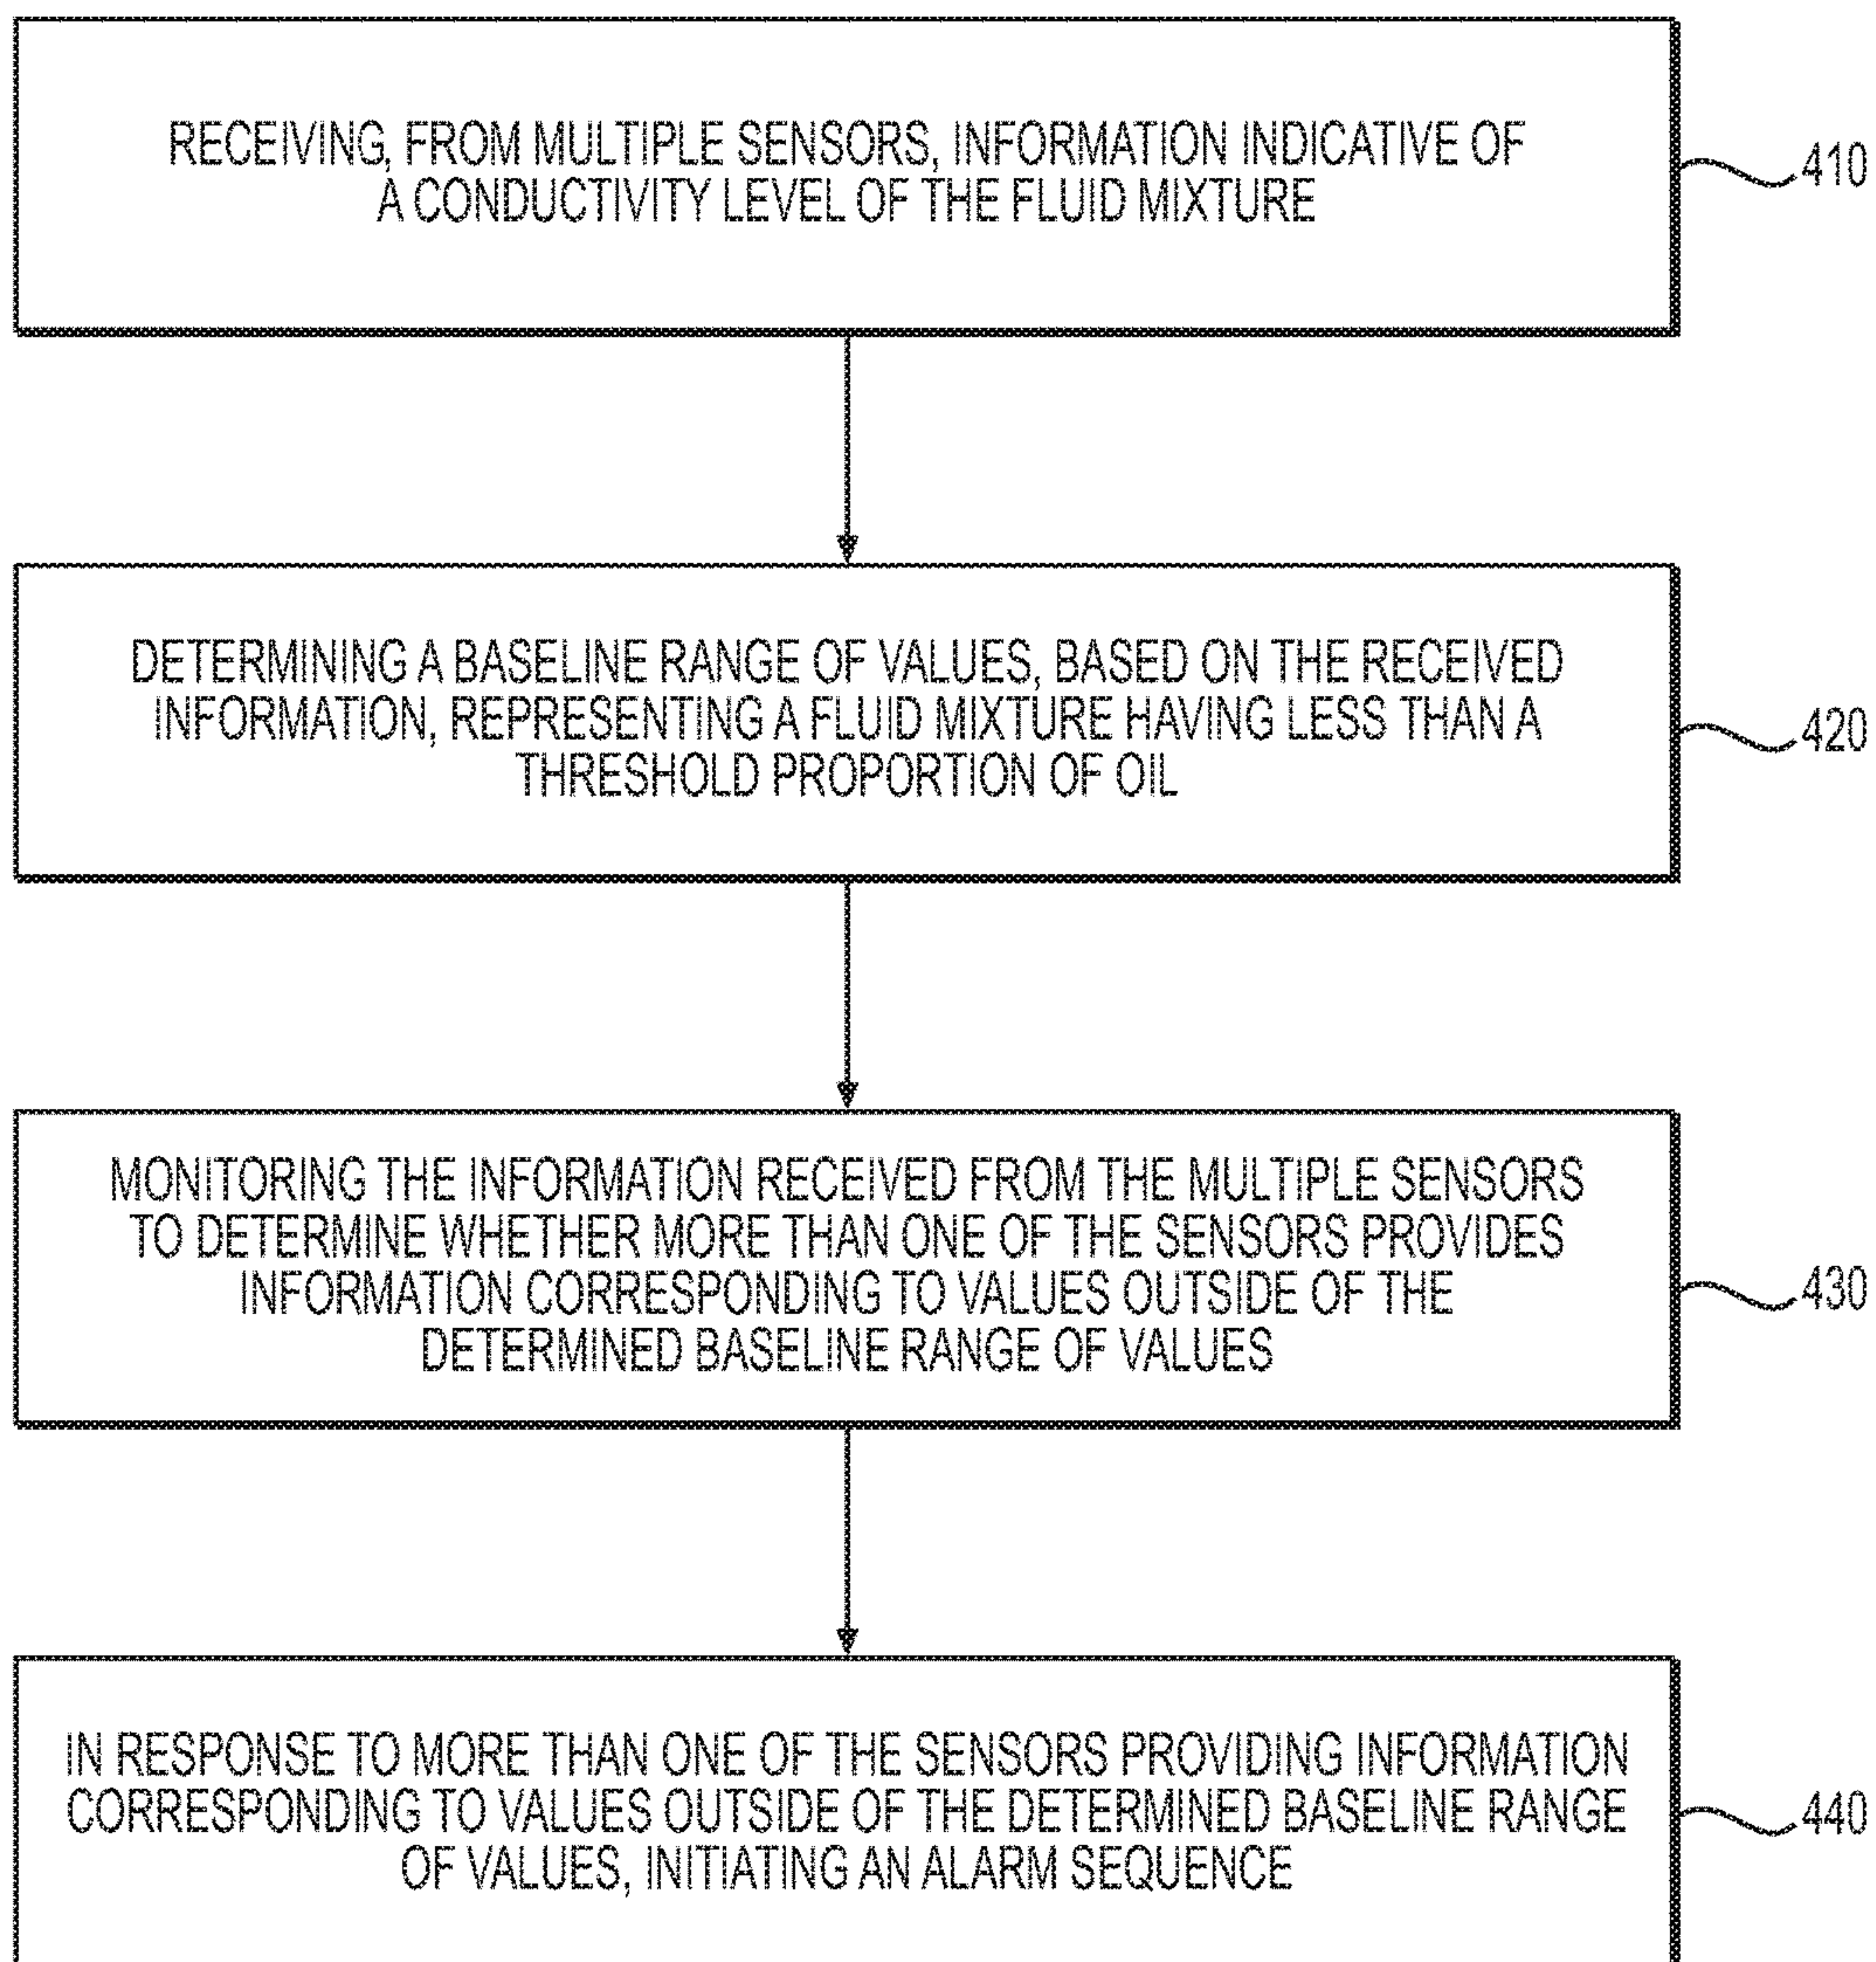 RECEIVING, FROM MULTIPLE SENSORS, INFORMATION INDICATIVE OF
A CONDUCTIVITY LEVEL OF THE FLUID MIXTURE
410
DETERMINING A BASELINE RANGE OF VALUES, BASED ON THE RECEIVED
INFORMATION, REPRESENTING A FLUID MIXTURE HAVING LESS THAN A
THRESHOLD PROPORTION OF OIL
420
MONITORING THE INFORMATION RECEIVED FROM THE MULTIPLE SENSORS
TO DETERMINE WHETHER MORE THAN ONE OF THE SENSORS PROVIDES
INFORMATION CORRESPONDING TO VALUES OUTSIDE OF THE
DETERMINED BASELINE RANGE OF VALUES
430
IN RESPONSE TO MORE THAN ONE OF THE SENSORS PROVIDING INFORMATION
CORRESPONDING TO VALUES OUTSIDE OF THE DETERMINED BASELINE RANGE
OF VALUES, INITIATING AN ALARM SEQUENCE
440